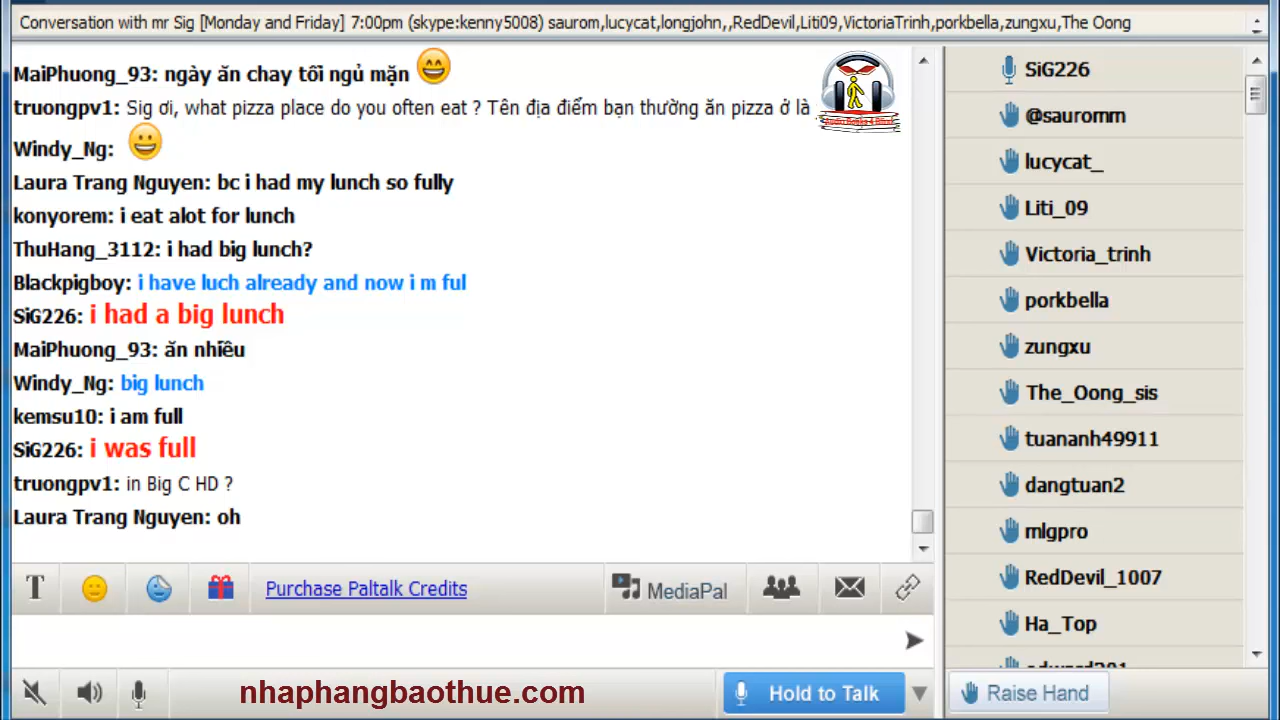 Conversation with mr Sig [Monday and Friday] 7:00pm (skype:kenny5008) saurom,lucycat,longjohn,,RedDevil,Liti09,VictoriaTrinh,porkbella,zungxu,The Oong
MaiPhuong_93: ngày ăn chay tối ngủ mặn
truongpv1: Sig ơi, what pizza place do you often eat ? Tên địa điểm bạn thường ăn pizza ở là
Windy_Ng:
Laura Trang Nguyen: bc i had my lunch so fully
konyorem: i eat alot for lunch
ThuHang_3112: i had big lunch?
Blackpigboy: i have luch already and now i m ful
SiG226: i had a big lunch
MaiPhuong_93: ăn nhiều
Windy_Ng: big lunch
kemsu10: i am full
SiG226: i was full
truongpv1: in Big C HD ?
Laura Trang Nguyen: oh
T
Purchase Paltalk Credits
MediaPal
nhaphangbaothue.com
Hold to Talk
SiG226
@sauromm
lucycat_
Liti_09
Victoria_trinh
porkbella
zungxu
The_Oong_sis
tuananh49911
dangtuan2
mlgpro
RedDevil_1007
Ha_Top
Raise Hand